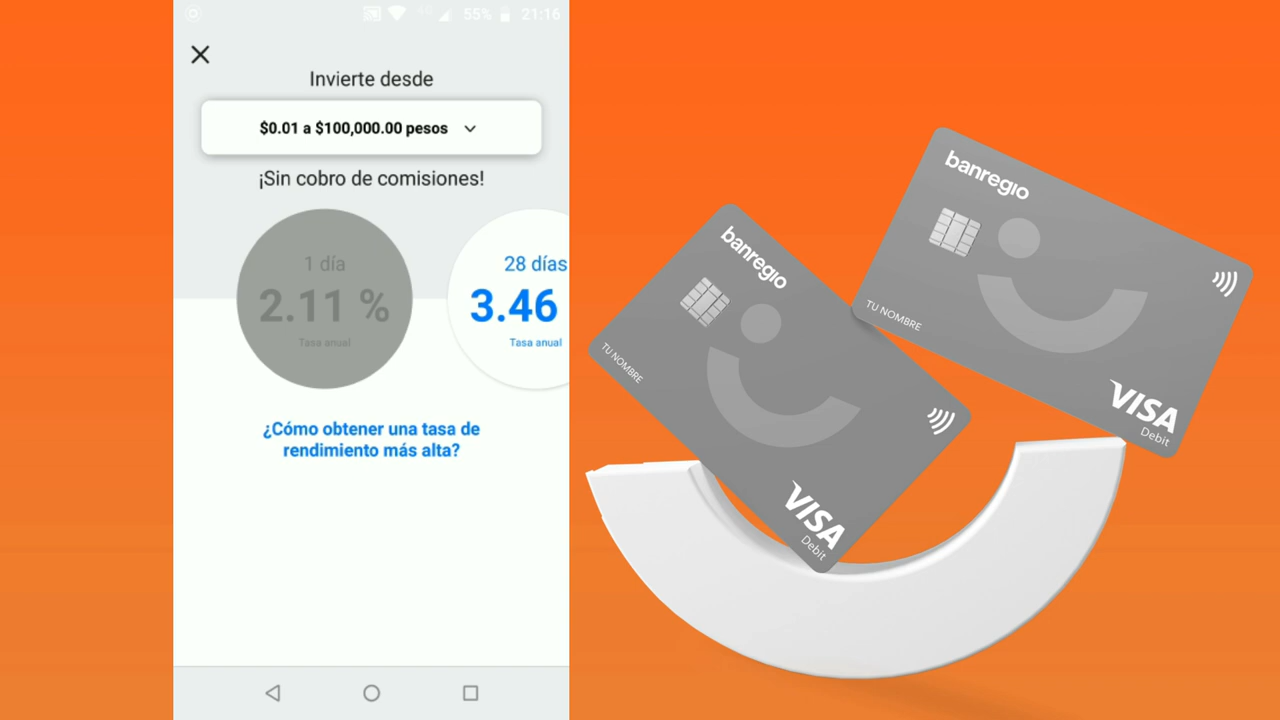 55%
21:16
Invierte desde
$0.01 a $100,000.00 pesos
¡Sin cobro de comisiones!
1 día
2.11 %
Tasa anual
28 días
3.46
Tasa anual
¿Cómo obtener una tasa de
rendimiento más alta?
banregio
TU NOMBRE
VISA
Debit
banregio
TU NOMBRE
VISA
Debit